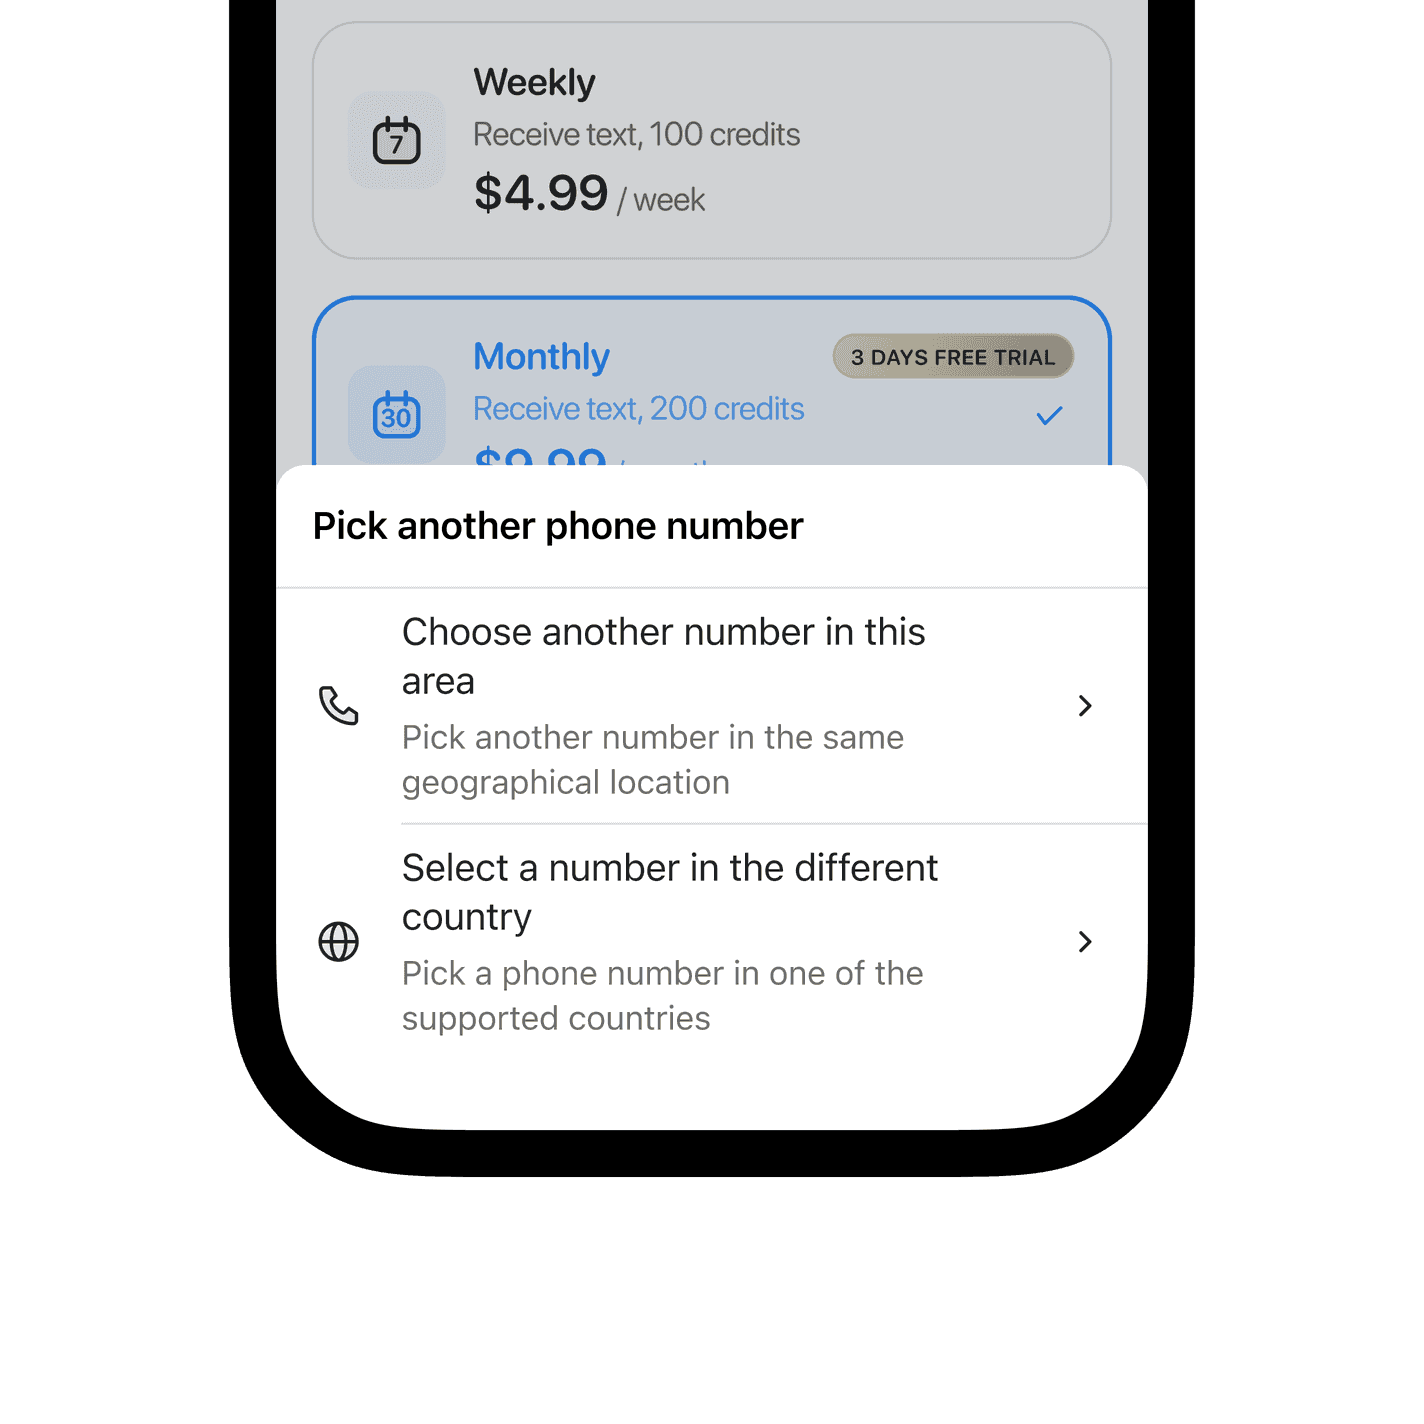 Weekly
7
Receive text, 100 credits
$4.99 / week
Monthly
3 DAYS FREE TRIAL
30
Receive text, 200 credits
$9.99
Pick another phone number
Choose another number in this
area
Pick another number in the same
geographical location
Select a number in the different
country
Pick a phone number in one of the
supported countries